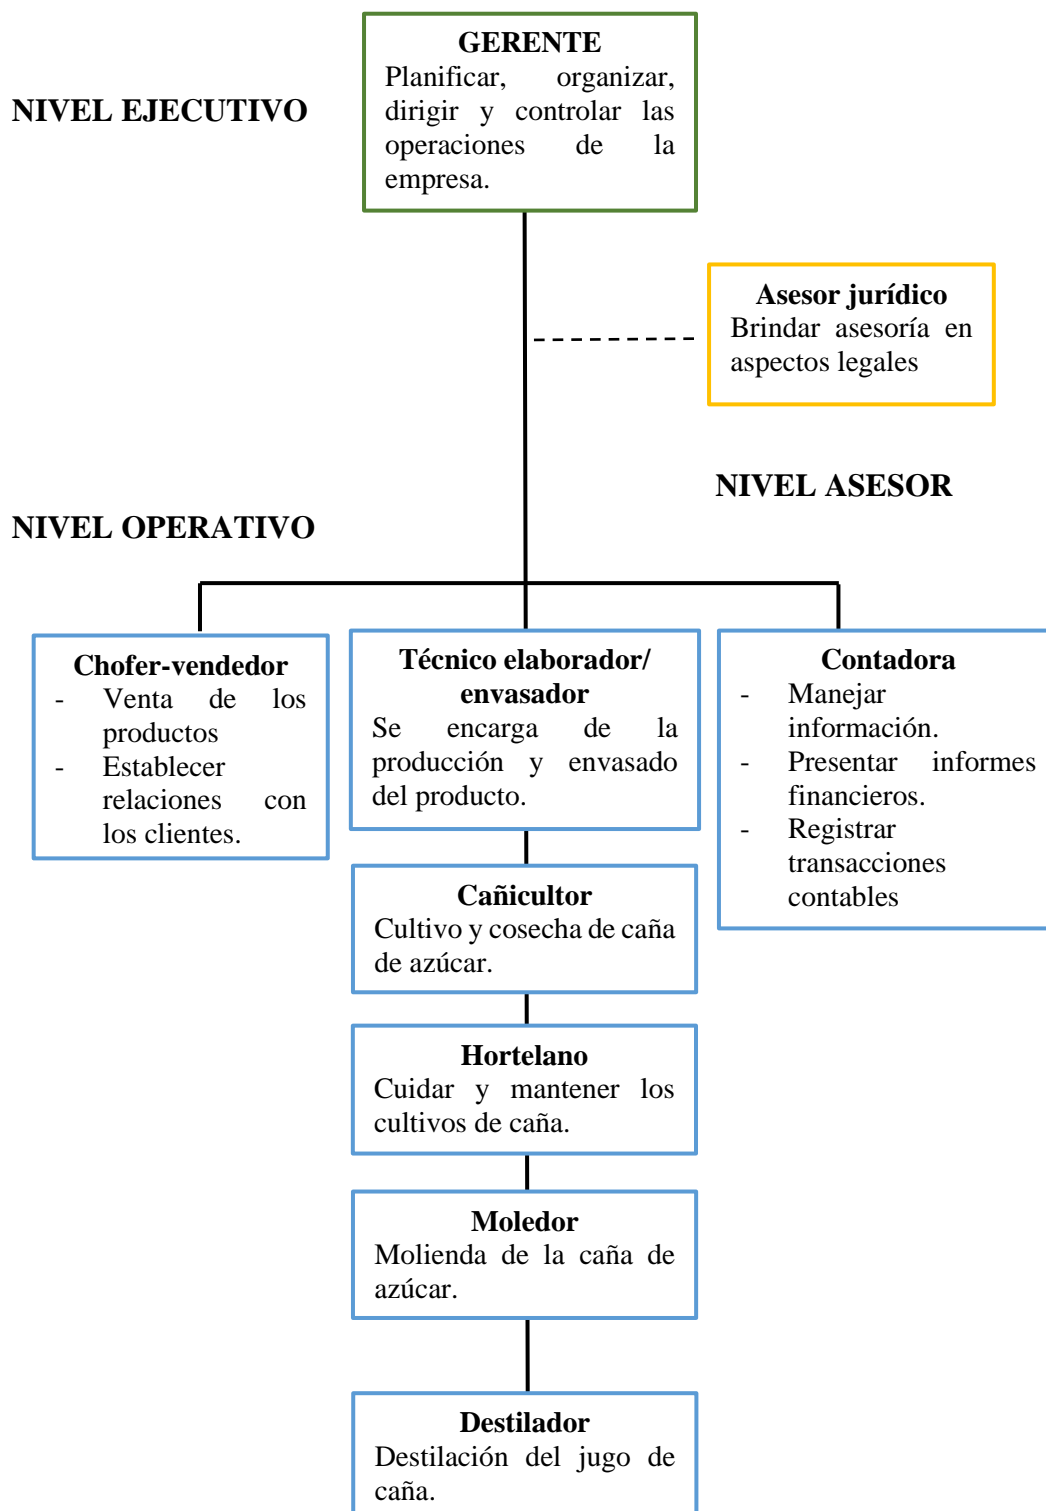 GERENTE
Planificar, organizar,
dirigir y controlar las
operaciones de la
empresa.
NIVEL EJECUTIVO
Asesor jurídico
Brindar asesoría en
aspectos legales
NIVEL ASESOR
NIVEL OPERATIVO
Chofer-vendedor
- Venta de los
productos
- Establecer
relaciones con
los clientes.
Técnico elaborador/
envasador
Se encarga de la
producción y envasado
del producto.
Contadora
- Manejar
información.
- Presentar informes
financieros.
- Registrar
transacciones
contables
Cañicultor
Cultivo y cosecha de caña
de azúcar.
Hortelano
Cuidar y mantener los
cultivos de caña.
Moledor
Molienda de la caña de
azúcar.
Destilador
Destilación del jugo de
caña.